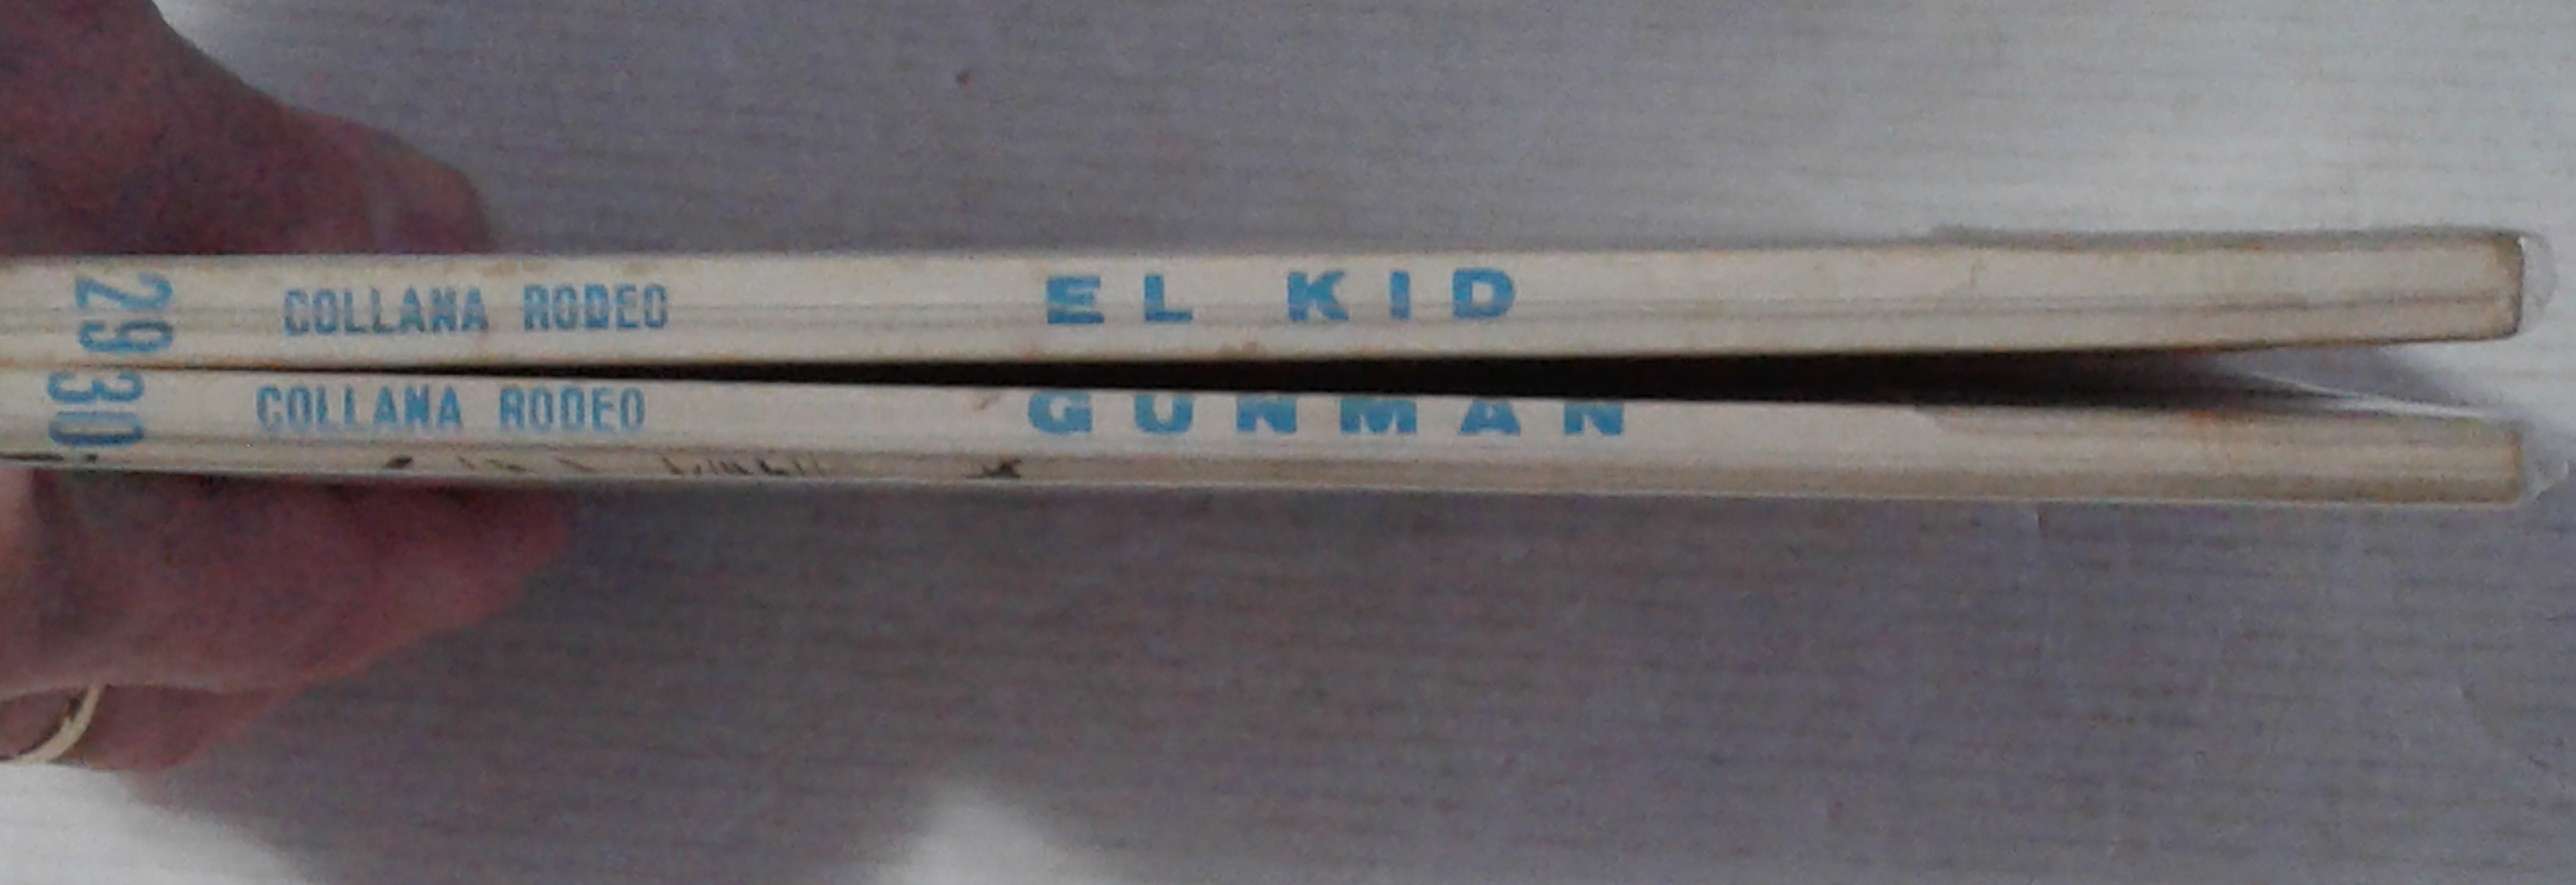 29 COLLANA RODEO EL KID
30 COLLANA RODEO GUNMAN